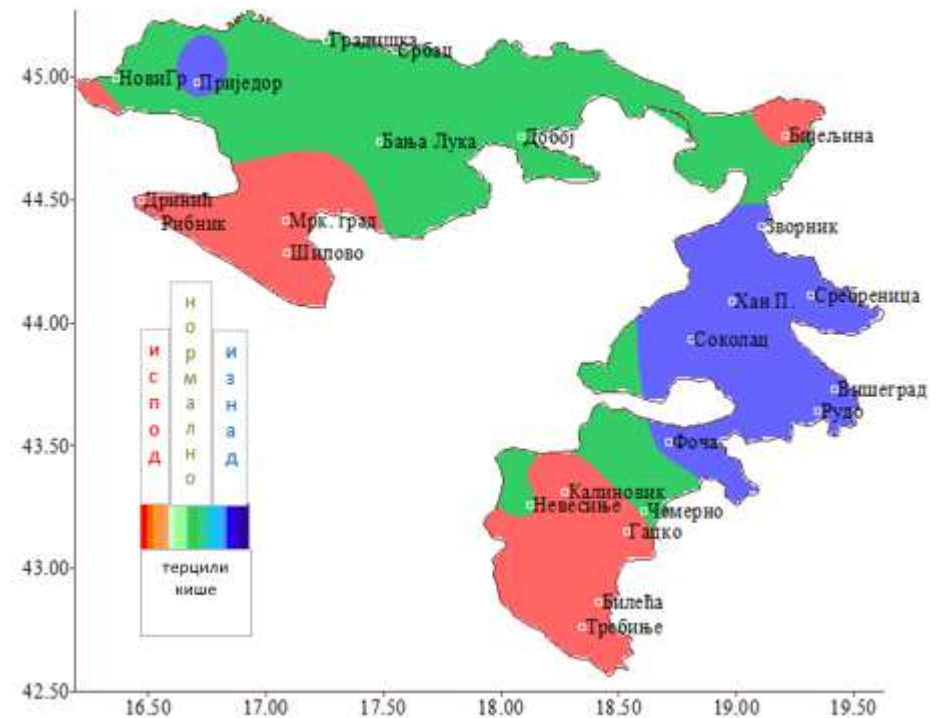 Градишка
Србац
45.00
НовиГр
Приједор
Бања Лука
Добој
Бијељина
44.50
Дринић
Рибник
Мрк. Град
Шипово
Зворник
Сребреница
Хан П.
44.00
Соколац
Вишеград
Рудо
43.50
Фоча
Калиновик
Невесиње
Чемерно
Гацко
43.00
Билећа
Требиње
42.50
испод
нормално
изнад
терцили
кише
16.50 17.00 17.50 18.00 18.50 19.00 19.50